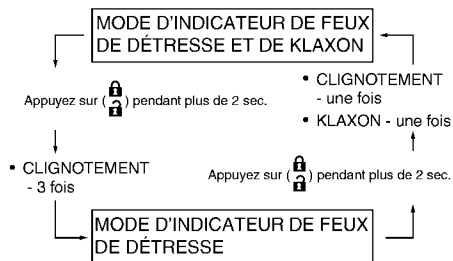 MODE D'INDICATEUR DE FEUX
DE DÉTRESSE ET DE KLAXON
Appuyez sur ( ) pendant plus de 2 sec.
• CLIGNOTEMENT
- 3 fois
• CLIGNOTEMENT
- une fois
• KLAXON - une fois
Appuyez sur ( ) pendant plus de 2 sec.
MODE D'INDICATEUR DE FEUX
DE DÉTRESSE